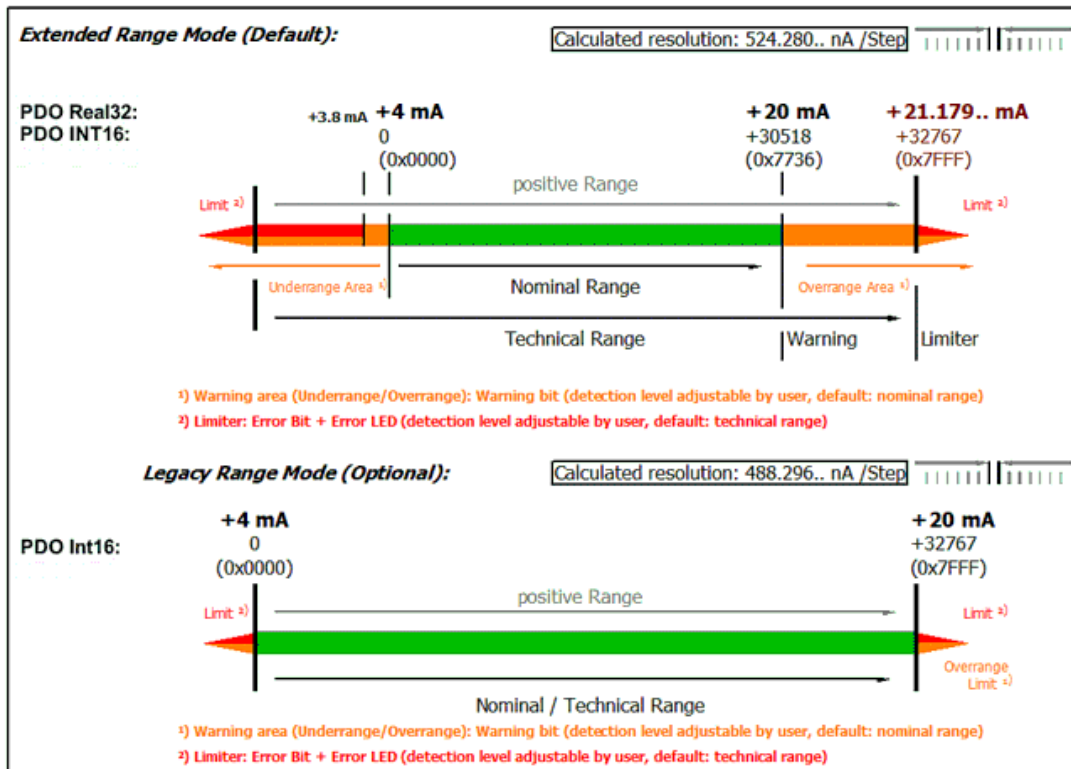 Extended Range Mode (Default):
Calculated resolution: 524.280.. nA /Step
PDO Real32:
+3.8 mA
+4 mA
+20 mA
+21.179.. mA
PDO INT16:
0
+30518
+32767
(0x0000)
(0x7736)
(0x7FFF)
positive Range
Limit ²)
Limit ²)
Underrange Area ¹)
Nominal Range
Overrange Area ¹)
Technical Range
Warning
Limiter
¹) Warning area (Underrange/Overrange): Warning bit (detection level adjustable by user, default: nominal range)
²) Limiter: Error Bit + Error LED (detection level adjustable by user, default: technical range)
Legacy Range Mode (Optional):
Calculated resolution: 488.296.. nA /Step
+4 mA
+20 mA
PDO Int16:
0
+32767
(0x0000)
(0x7FFF)
positive Range
Limit ²)
Limit ²)
Overrange
Limit ¹)
Nominal / Technical Range
¹) Warning area (Underrange/Overrange): Warning bit (detection level adjustable by user, default: nominal range)
²) Limiter: Error Bit + Error LED (detection level adjustable by user, default: technical range)